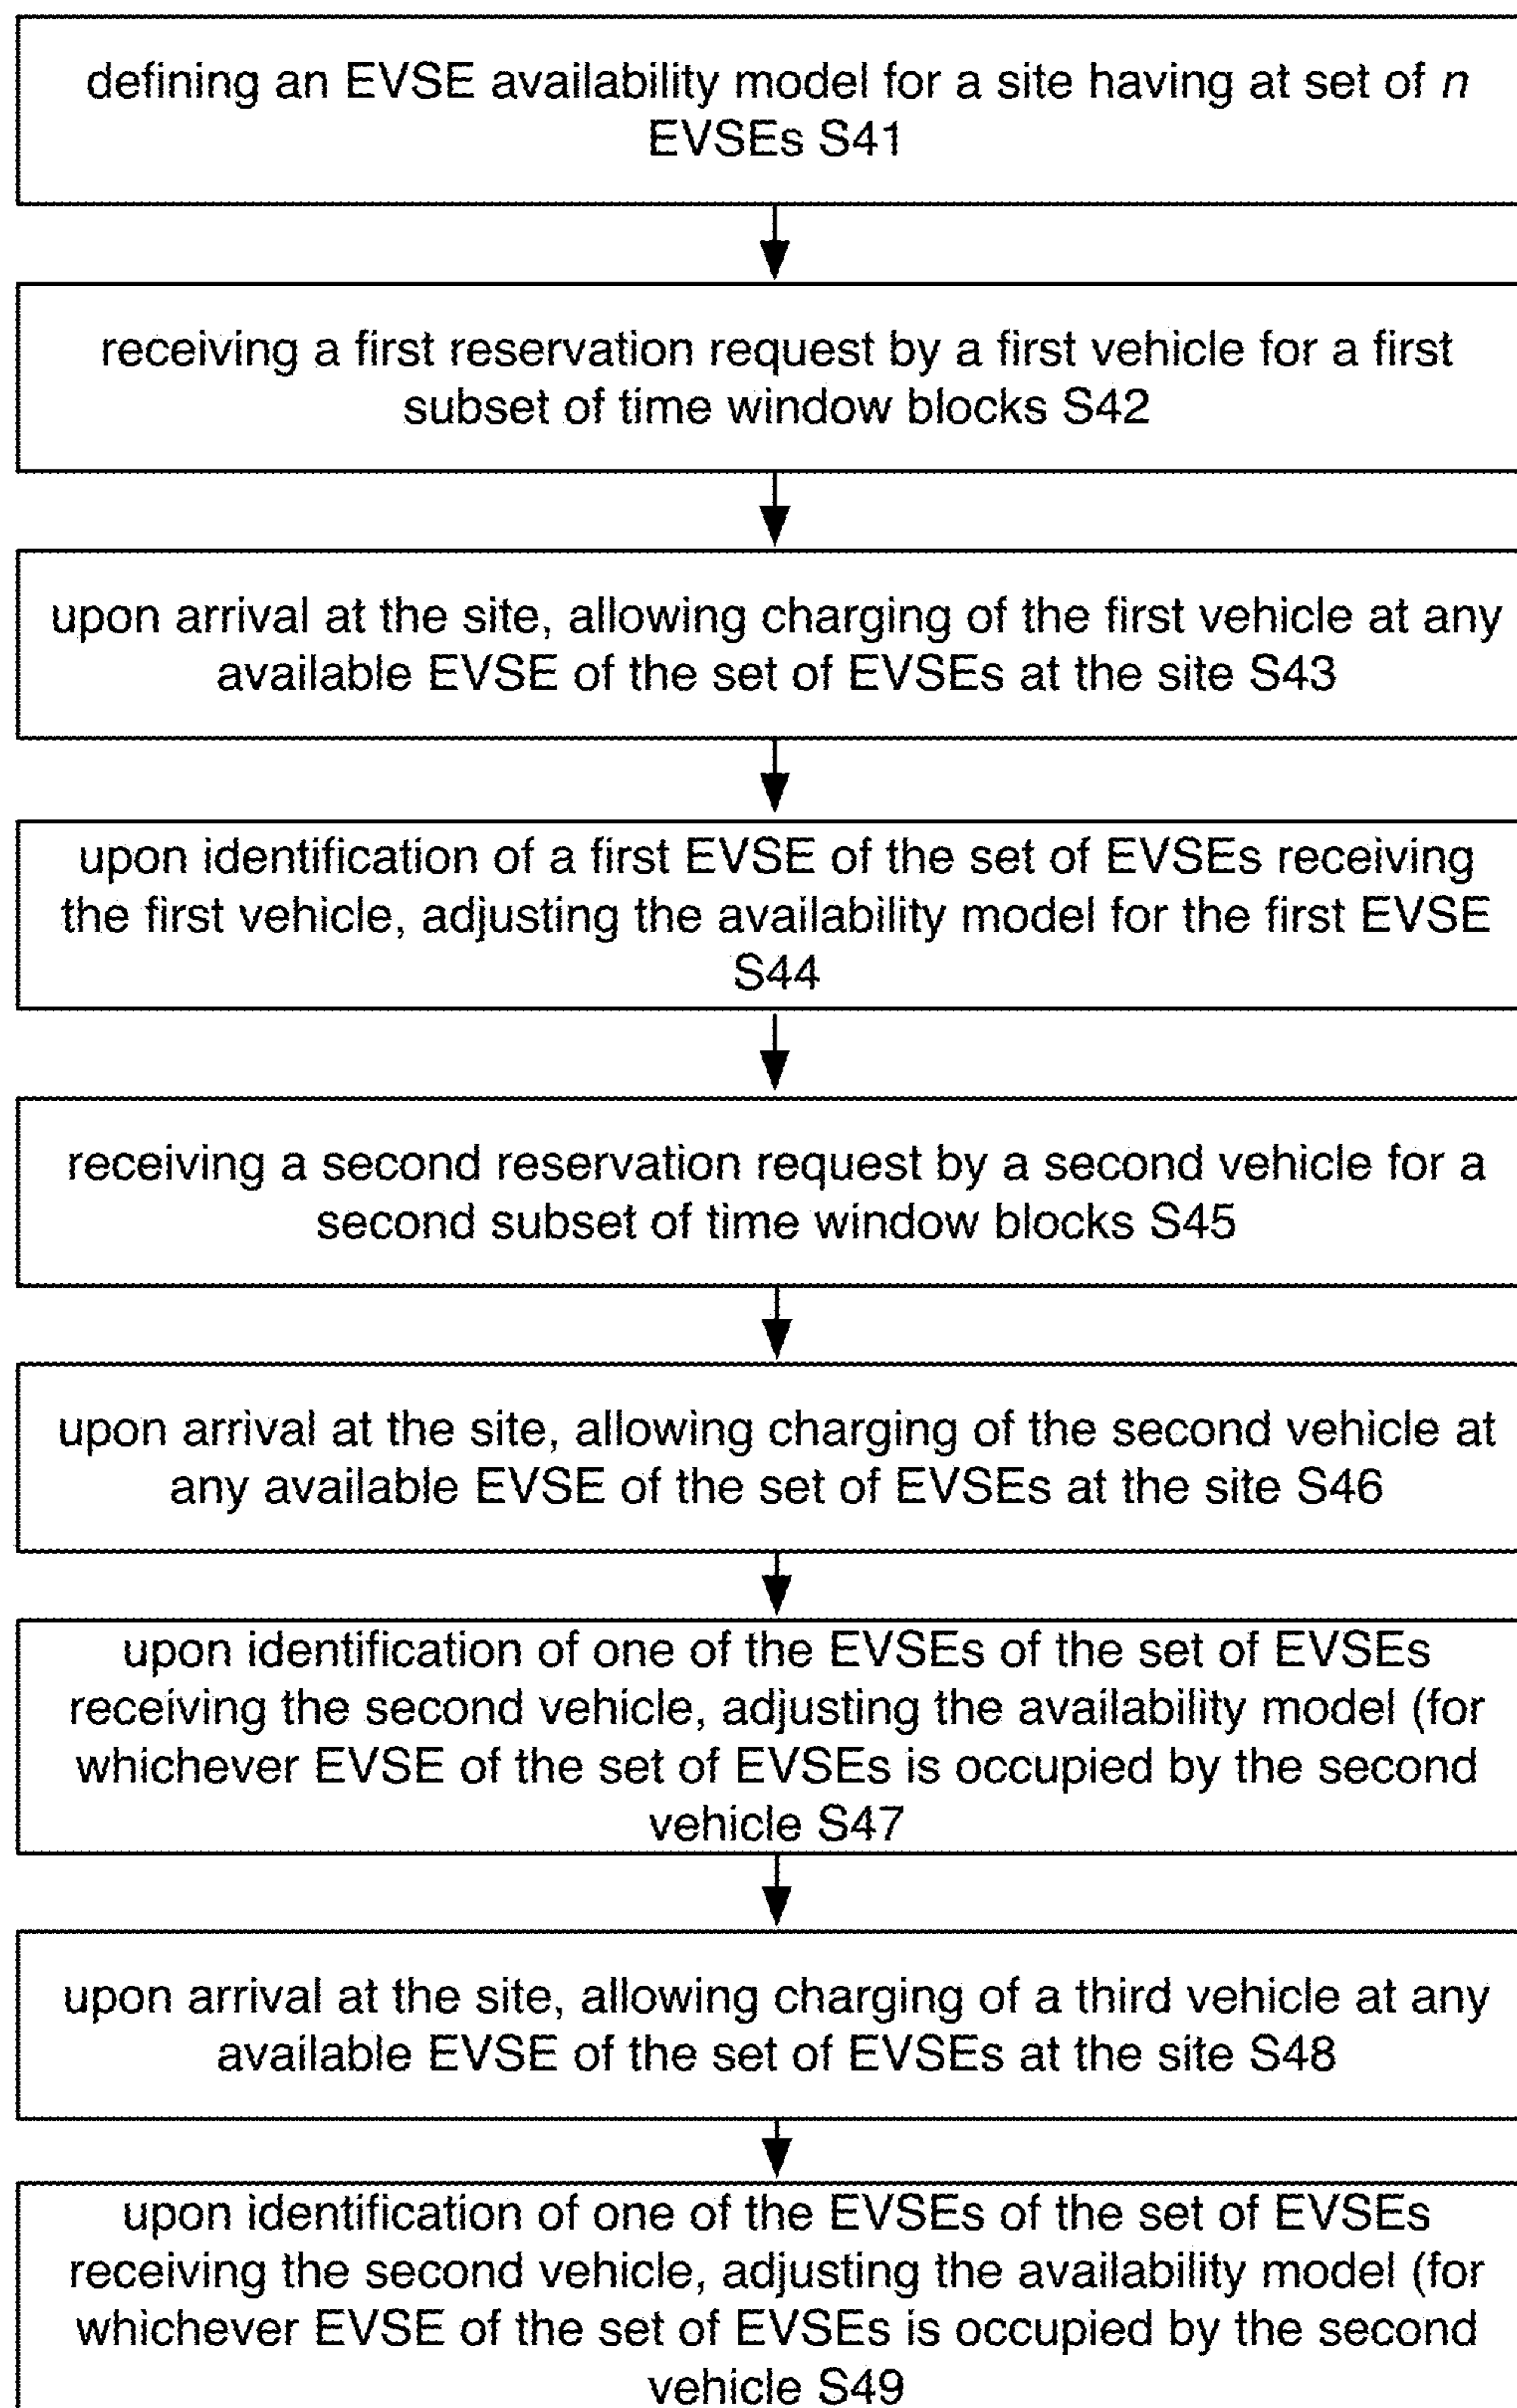 defining an EVSE availability model for a site having at set of n
EVSEs S41
receiving a first reservation request by a first vehicle for a first
subset of time window blocks S42
upon arrival at the site, allowing charging of the first vehicle at any
available EVSE of the set of EVSEs at the site S43
upon identification of a first EVSE of the set of EVSEs receiving
the first vehicle, adjusting the availability model for the first EVSE
S44
receiving a second reservation request by a second vehicle for a
second subset of time window blocks S45
upon arrival at the site, allowing charging of the second vehicle at
any available EVSE of the set of EVSEs at the site S46
upon identification of one of the EVSEs of the set of EVSEs
receiving the second vehicle, adjusting the availability model (for
whichever EVSE of the set of EVSEs is occupied by the second
vehicle S47
upon arrival at the site, allowing charging of a third vehicle at any
available EVSE of the set of EVSEs at the site S48
upon identification of one of the EVSEs of the set of EVSEs
receiving the second vehicle, adjusting the availability model (for
whichever EVSE of the set of EVSEs is occupied by the second
vehicle S49